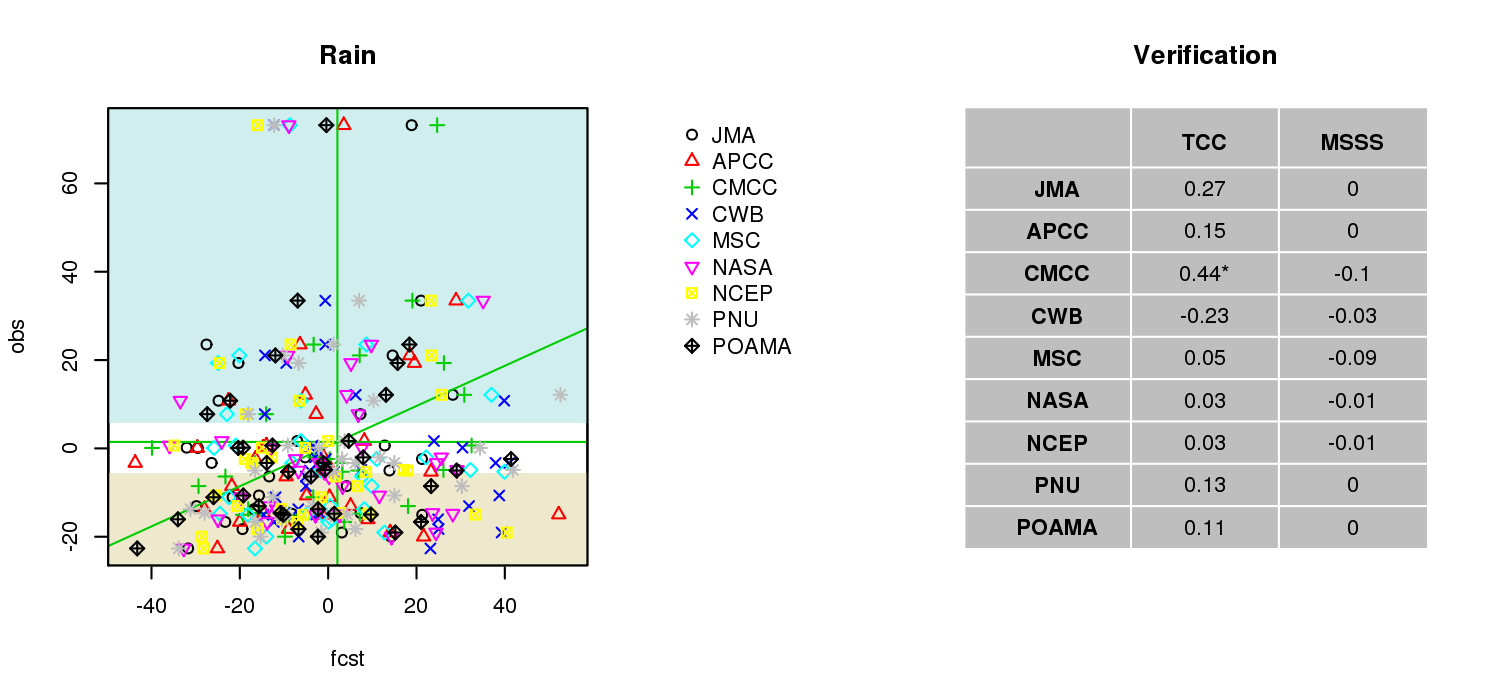 Rain
obs
60
40
20
0
-20
-40 -20 0 20 40
fcst
JMA
APCC
CMCC
CWB
MSC
NASA
NCEP
PNU
POAMA
Verification
TCC MSSS
JMA 0.27 0
APCC 0.15 0
CMCC 0.44* -0.1
CWB -0.23 -0.03
MSC 0.05 -0.09
NASA 0.03 -0.01
NCEP 0.03 -0.01
PNU 0.13 0
POAMA 0.11 0